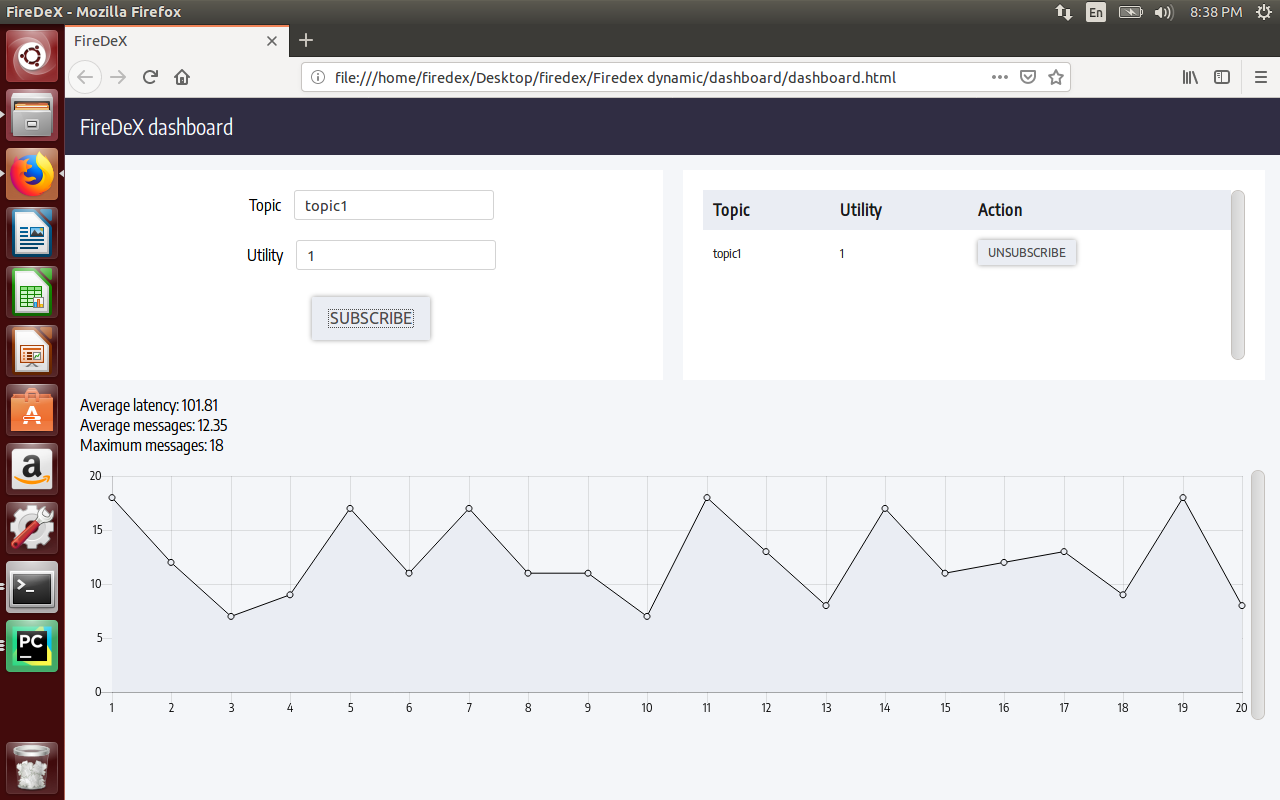 FireDeX - Mozilla Firefox
En
8:38 PM
FireDeX
file:///home/firedex/Desktop/firedex/Firedex dynamic/dashboard/dashboard.html
FireDeX dashboard
Topic topic1
Utility 1
SUBSCRIBE
Topic Utility Action
topic1 1 UNSUBSCRIBE
Average latency: 101.81
Average messages: 12.35
Maximum messages: 18
20
15
10
5
0
1 2 3 4 5 6 7 8 9 10 11 12 13 14 15 16 17 18 19 20
A
a
>_
PC